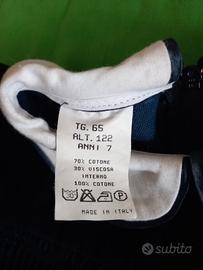 TG. 65
ALT. 122
ANNI 7
70% COTONE
30% VISCOSA
INTERNO
100% COTONE
MADE IN ITALY
subito